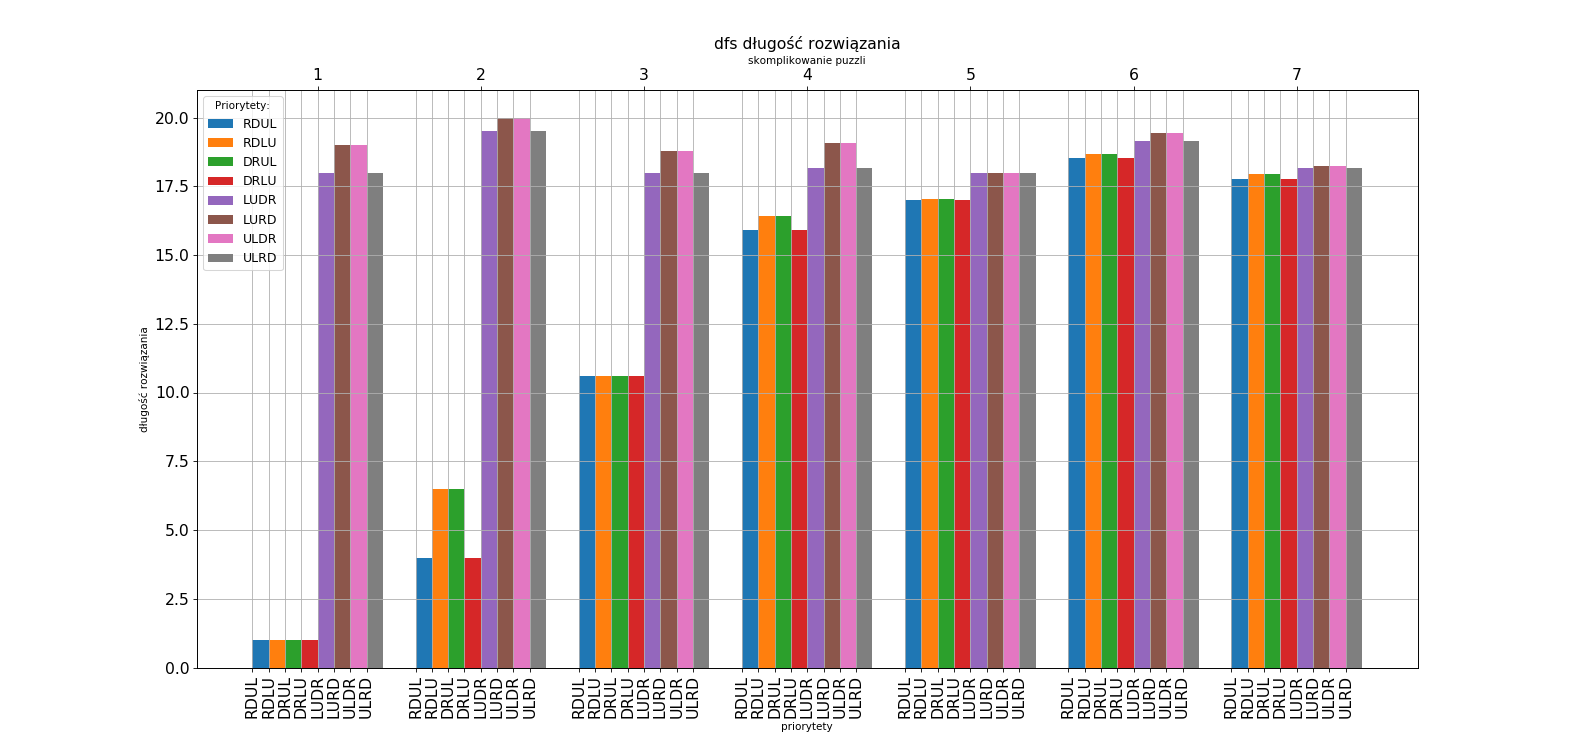 dfs długość rozwiązania
skomplikowanie puzzli
1 2 3 4 5 6 7
Priorytety:
RDUL
RDLU
DRUL
DRLU
LUDR
LURD
ULDR
ULRD
20.0
17.5
15.0
12.5
10.0
7.5
5.0
2.5
0.0
długość rozwiązania
RDUL RDLU DRUL DRLU LUDR LURD ULDR ULRD RDUL RDLU DRUL DRLU LUDR LURD ULDR ULRD RDUL RDLU DRUL DRLU LUDR LURD ULDR ULRD RDUL RDLU DRUL DRLU LUDR LURD ULDR ULRD RDUL RDLU DRUL DRLU LUDR LURD ULDR ULRD RDUL RDLU DRUL DRLU LUDR LURD ULDR ULRD RDUL RDLU DRUL DRLU LUDR LURD ULDR ULRD
priorytety